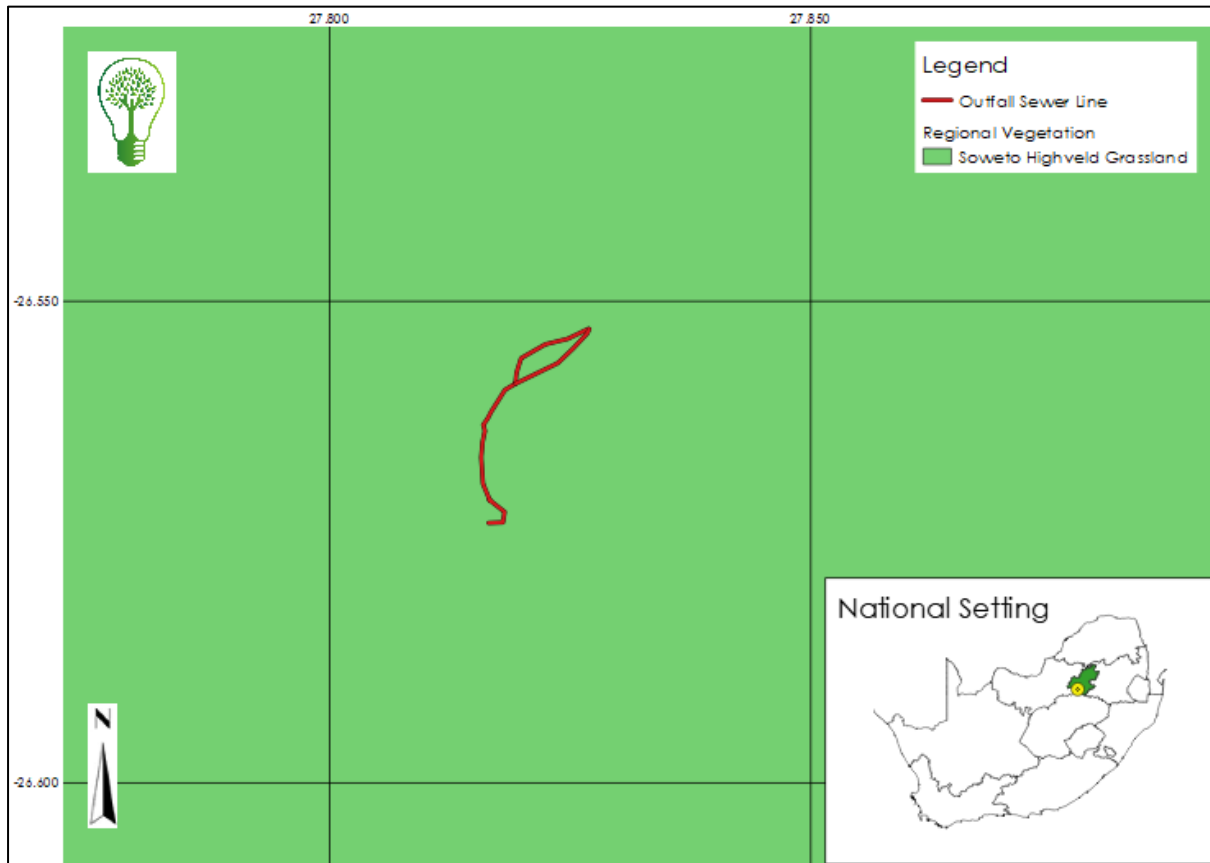 27.800
27.850
Legend
Outfall Sewer Line
Regional Vegetation
Soweto Highveld Grassland
-26.550
National Setting
N
-26.600